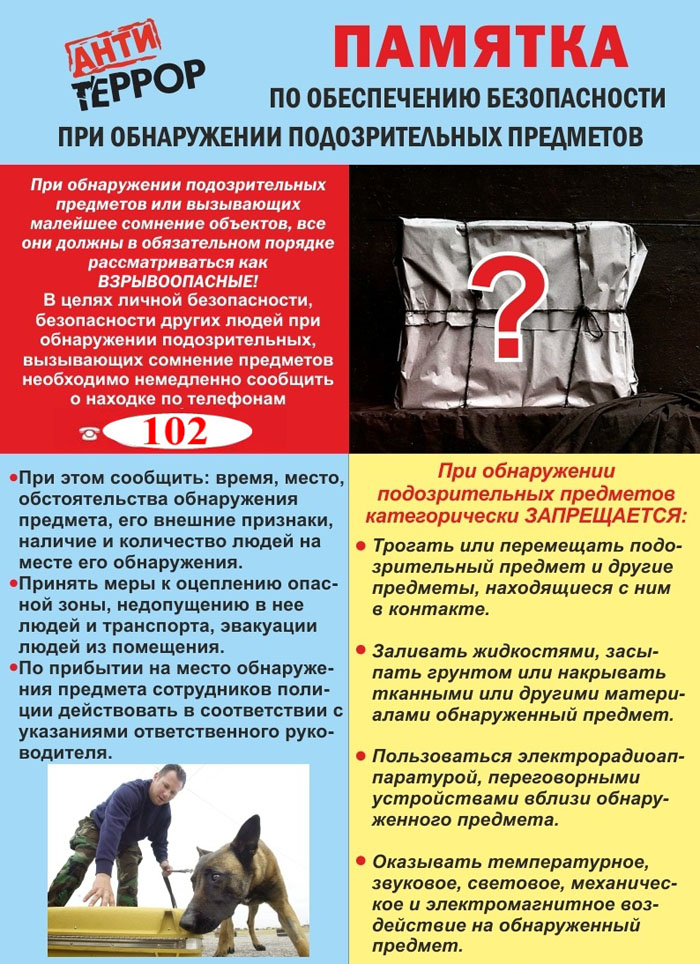 АНТИ
ТЕРРОР
ПАМЯТКА
ПО ОБЕСПЕЧЕНИЮ БЕЗОПАСНОСТИ
ПРИ ОБНАРУЖЕНИИ ПОДОЗРИТЕЛЬНЫХ ПРЕДМЕТОВ
При обнаружении подозрительных
предметов или вызывающих
малейшее сомнение объектов, все
они должны в обязательном порядке
рассматриваться как
ВЗРЫВООПАСНЫЕ!
В целях личной безопасности,
безопасности других людей при
обнаружении подозрительных,
вызывающих сомнение предметов
необходимо немедленно сообщить
о находке по телефонам
☎ 102
?
•При этом сообщить: время, место,
обстоятельства обнаружения
предмета, его внешние признаки,
наличие и количество людей на
месте его обнаружения.
•Принять меры к оцеплению опас-
ной зоны, недопущению в нее
людей и транспорта, эвакуации
людей из помещения.
•По прибытии на место обнаруже-
ния предмета сотрудников поли-
ции действовать в соответствии с
указаниями ответственного руко-
водителя.
При обнаружении
подозрительных предметов
категорически ЗАПРЕЩАЕТСЯ:
• Трогать или перемещать подо-
зрительный предмет и другие
предметы, находящиеся с ним
в контакте.
• Заливать жидкостями, засы-
пать грунтом или накрывать
тканными или другими матери-
алами обнаруженный предмет.
• Пользоваться электрорадиоап-
паратурой, переговорными
устройствами вблизи обнару-
женного предмета.
• Оказывать температурное,
звуковое, световое, механичес-
кое и электромагнитное воз-
действие на обнаруженный
предмет.